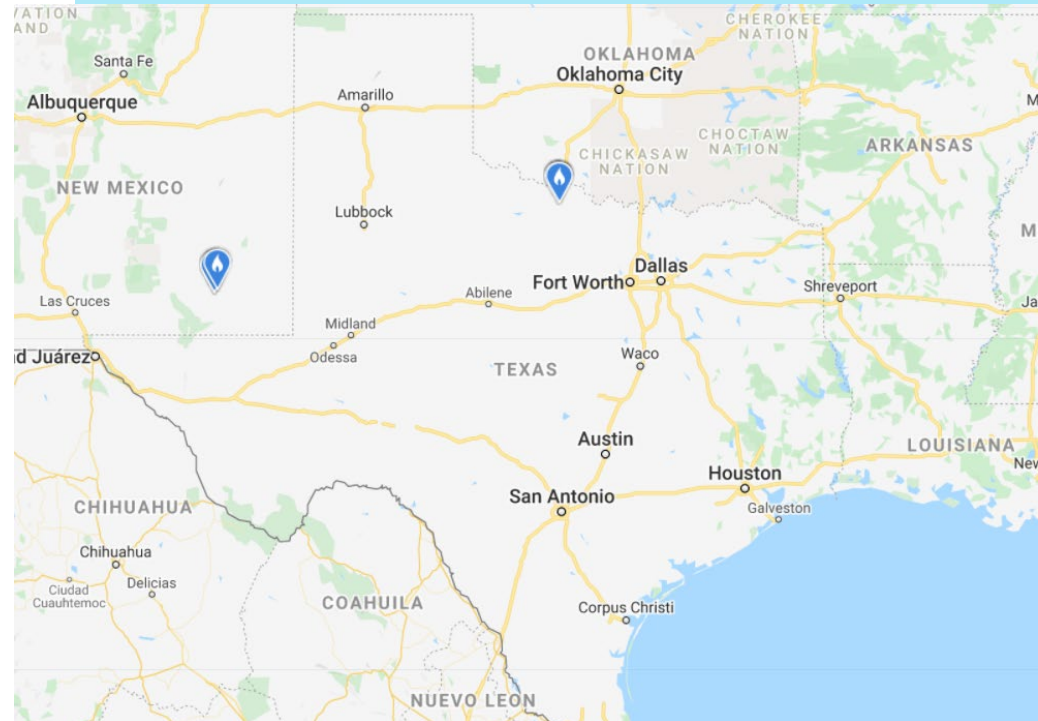 VATION
AND
Santa Fe
Albuquerque
NEW MEXICO
Las Cruces
d Juárez
Amarillo
Lubbock
Midland
Odessa
Abilene
OKLAHOMA
Oklahoma City
CHEROKEE
NATION
CHOCTAW
NATION
CHICKASAW
NATION
ARKANSAS
M
M
Fort Worth
Dallas
Shreveport
Ja
Waco
TEXAS
Austin
San Antonio
Houston
Galveston
LOUISIANA
New
Corpus Christi
CHIHUAHUA
Chihuahua
Delicias
Ciudad
Cuauhtemoc
COAHUILA
NUEVO LEON